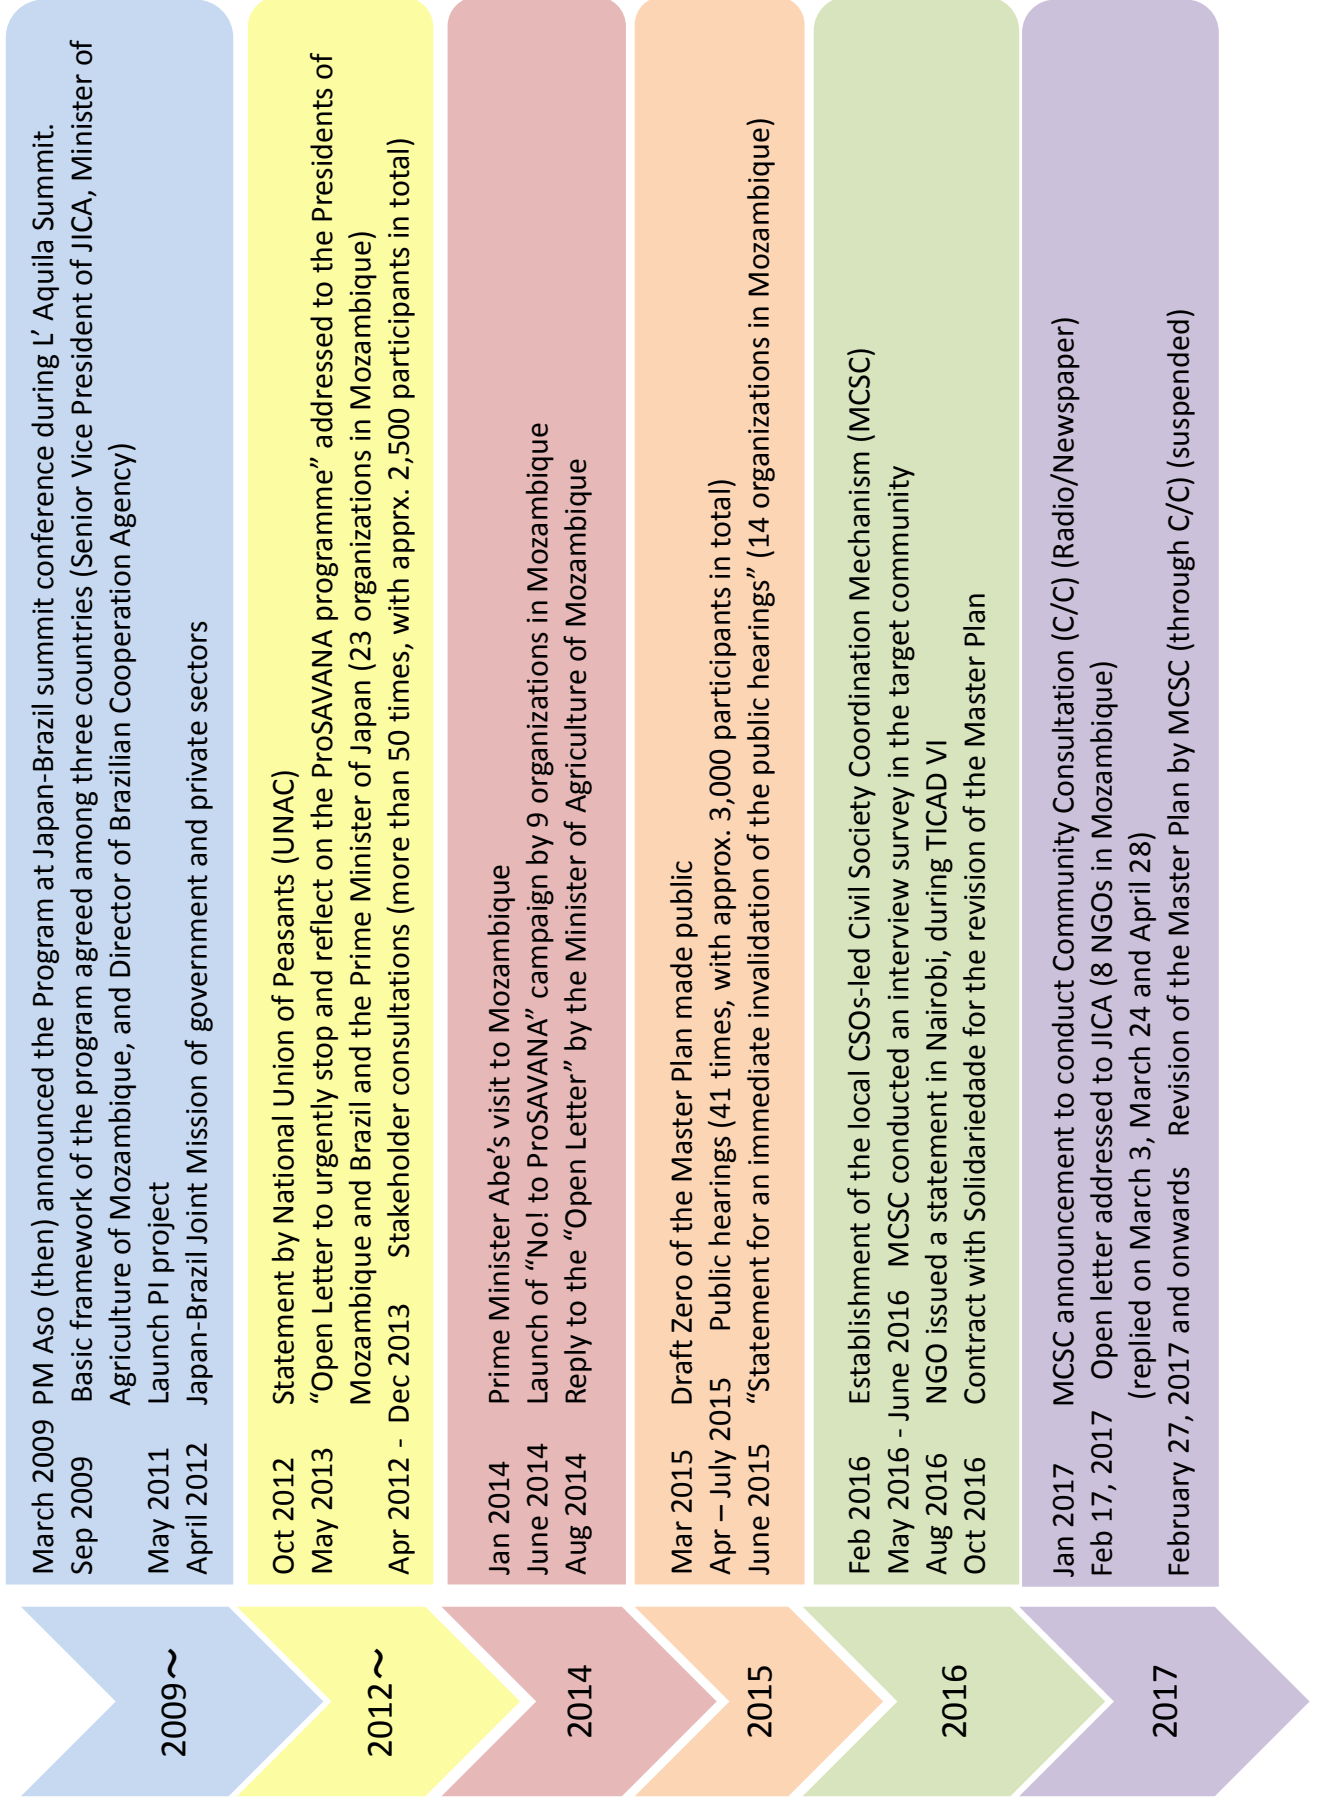 2009～
March 2009 PM Aso (then) announced the Program at Japan-Brazil summit conference during L’ Aquila Summit.
Sep 2009 Basic framework of the program agreed among three countries (Senior Vice President of JICA, Minister of
Agriculture of Mozambique, and Director of Brazilian Cooperation Agency)
May 2011 Launch PI project
April 2012 Japan-Brazil Joint Mission of government and private sectors
2012～
Oct 2012 Statement by National Union of Peasants (UNAC)
May 2013 “Open Letter to urgently stop and reflect on the ProSAVANA programme” addressed to the Presidents of
Mozambique and Brazil and the Prime Minister of Japan (23 organizations in Mozambique)
Apr 2012 - Dec 2013 Stakeholder consultations (more than 50 times, with apprx. 2,500 participants in total)
2014
Jan 2014 Prime Minister Abe’s visit to Mozambique
June 2014 Launch of “No! to ProSAVANA” campaign by 9 organizations in Mozambique
Aug 2014 Reply to the “Open Letter” by the Minister of Agriculture of Mozambique
2015
Mar 2015 Draft Zero of the Master Plan made public
Apr – July 2015 Public hearings (41 times, with approx. 3,000 participants in total)
June 2015 “Statement for an immediate invalidation of the public hearings” (14 organizations in Mozambique)
2016
Feb 2016 Establishment of the local CSOs-led Civil Society Coordination Mechanism (MCSC)
May 2016 - June 2016 MCSC conducted an interview survey in the target community
Aug 2016 NGO issued a statement in Nairobi, during TICAD VI
Oct 2016 Contract with Solidariedade for the revision of the Master Plan
2017
Jan 2017 MCSC announcement to conduct Community Consultation (C/C) (Radio/Newspaper)
Feb 17, 2017 Open letter addressed to JICA (8 NGOs in Mozambique)
(replied on March 3, March 24 and April 28)
February 27, 2017 and onwards Revision of the Master Plan by MCSC (through C/C) (suspended)